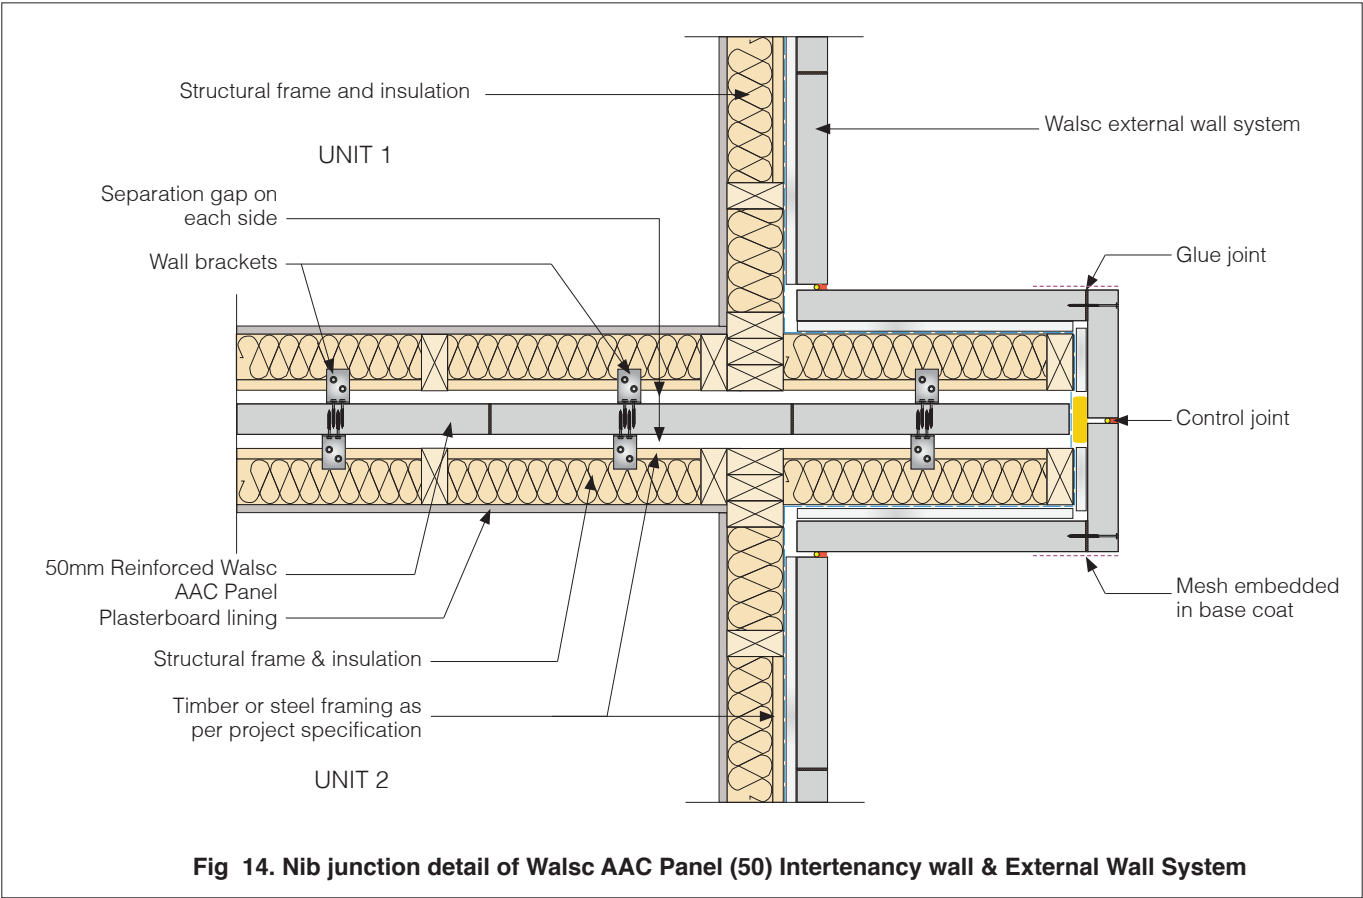 Structural frame and insulation
Walsc external wall system
UNIT 1
Separation gap on
each side
Wall brackets
Glue joint
Control joint
50mm Reinforced Walsc
AAC Panel
Plasterboard lining
Mesh embedded
in base coat
Structural frame & insulation
Timber or steel framing as
per project specification
UNIT 2
Fig 14. Nib junction detail of Walsc AAC Panel (50) Intertenancy wall & External Wall System